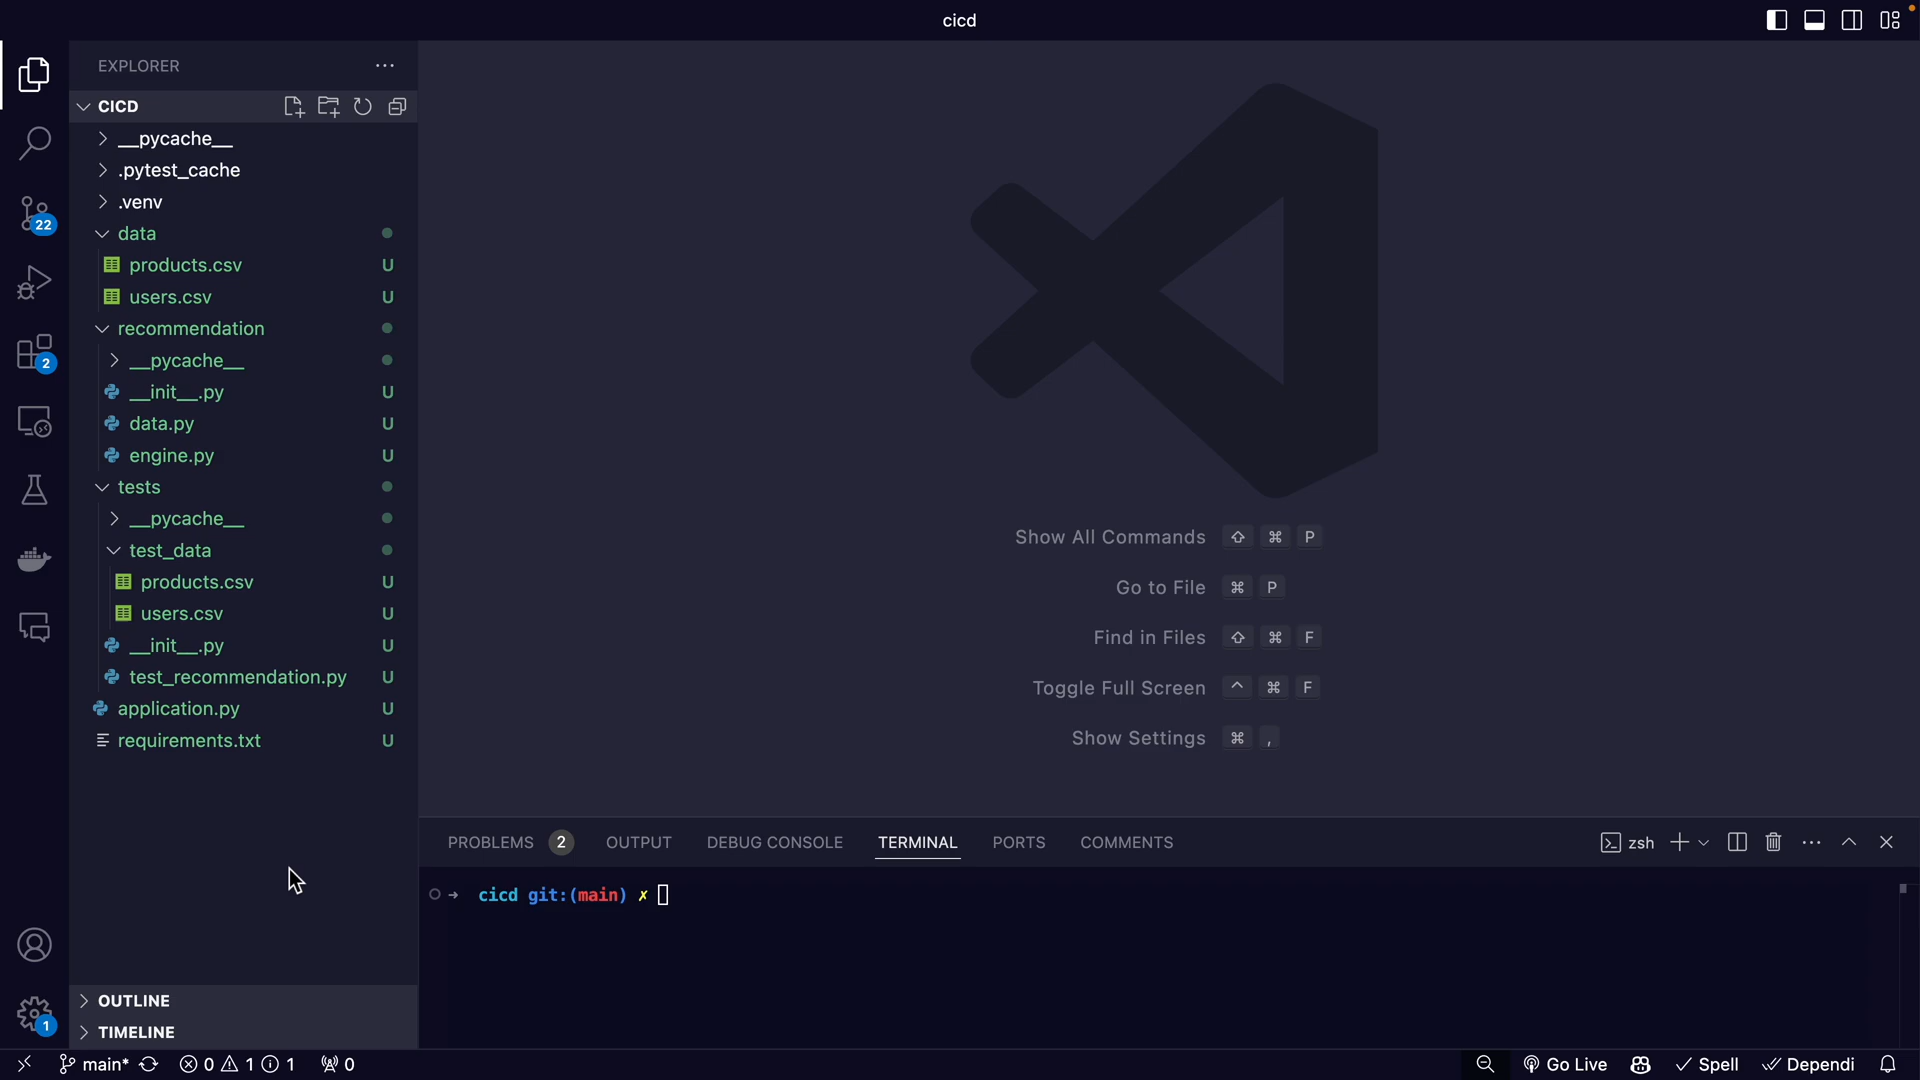 cicd
EXPLORER
CICD
__pycache__
.pytest_cache
.venv
data
products.csv U
users.csv U
recommendation
__pycache__
__init__.py U
data.py U
engine.py U
tests
__pycache__
test_data
products.csv U
users.csv U
__init__.py U
test_recommendation.py U
application.py U
requirements.txt U
OUTLINE
TIMELINE
22
2
1
Show All Commands ⇧ ⌘ P
Go to File ⌘ P
Find in Files ⇧ ⌘ F
Toggle Full Screen ^ ⌘ F
Show Settings ⌘ ,
PROBLEMS 2 OUTPUT DEBUG CONSOLE TERMINAL PORTS COMMENTS zsh
→ cicd git:(main) ✗
main* 0 1 1 0 Go Live Spell Dependi